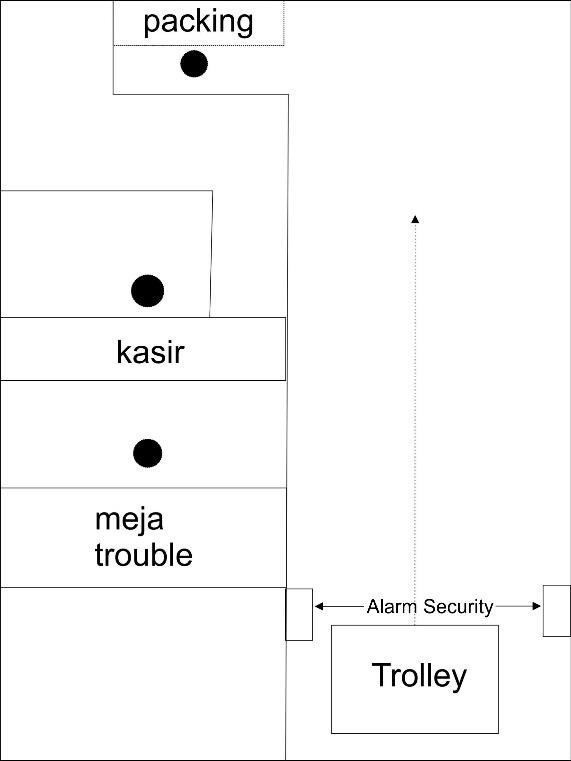 packing
kasir
meja
trouble
Alarm Security
Trolley